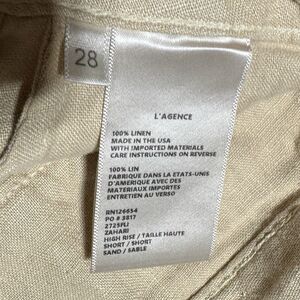 28
L'AGENCE
100% LINEN
MADE IN THE USA
WITH IMPORTED MATERIALS
CARE INSTRUCTIONS ON REVERSE
100% LIN
FABRIQUE DANS LA ETATS-UNIS
D'AMERIQUE AVEC DES
MATERIAUX IMPORTES
ENTRETIEN AU VERSO
RN126654
PO # 3817
2725PLI
ZAHARI
HIGH RISE / TAILLE HAUTE
SHORT / SHORT
SAND / SABLE